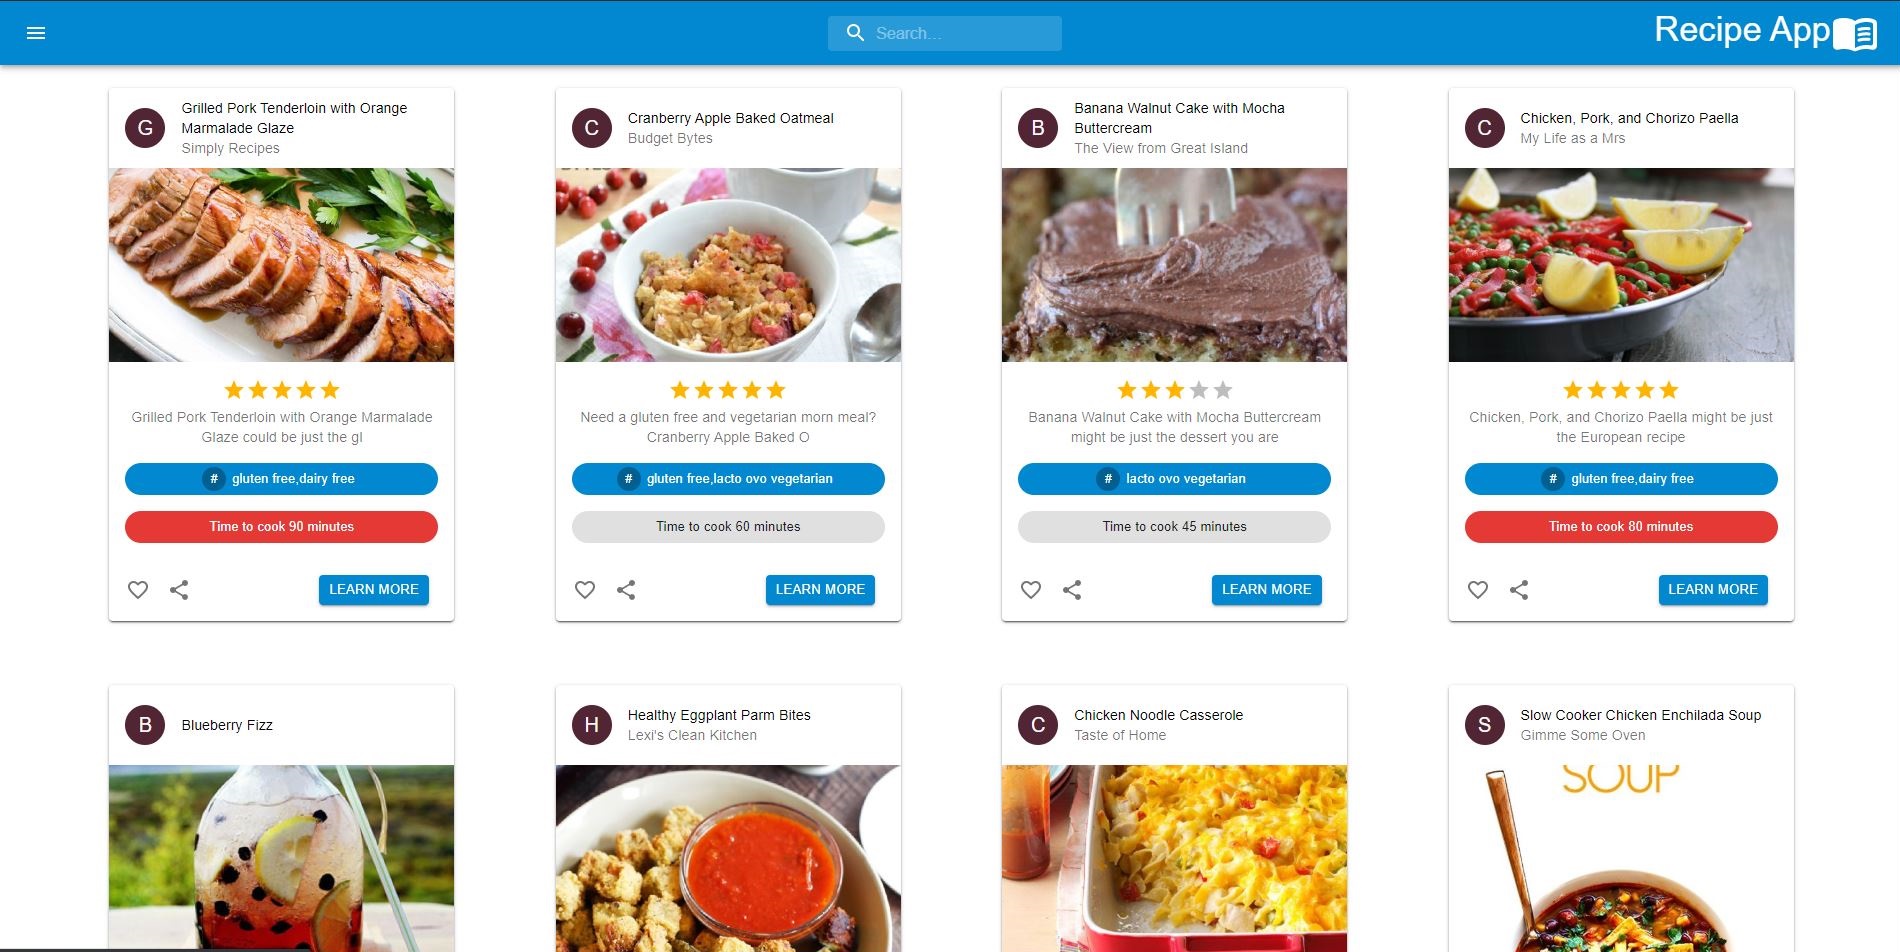 Search...
Recipe App
G
Grilled Pork Tenderloin with Orange
Marmalade Glaze
Simply Recipes
Grilled Pork Tenderloin with Orange Marmalade
Glaze could be just the gl
# gluten free,dairy free
Time to cook 90 minutes
LEARN MORE
C
Cranberry Apple Baked Oatmeal
Budget Bytes
Need a gluten free and vegetarian morn meal?
Cranberry Apple Baked O
# gluten free,lacto ovo vegetarian
Time to cook 60 minutes
LEARN MORE
B
Banana Walnut Cake with Mocha
Buttercream
The View from Great Island
Banana Walnut Cake with Mocha Buttercream
might be just the dessert you are
# lacto ovo vegetarian
Time to cook 45 minutes
LEARN MORE
C
Chicken, Pork, and Chorizo Paella
My Life as a Mrs
Chicken, Pork, and Chorizo Paella might be just
the European recipe
# gluten free,dairy free
Time to cook 80 minutes
LEARN MORE
B
Blueberry Fizz
H
Healthy Eggplant Parm Bites
Lexi's Clean Kitchen
C
Chicken Noodle Casserole
Taste of Home
S
Slow Cooker Chicken Enchilada Soup
Gimme Some Oven
SOUP